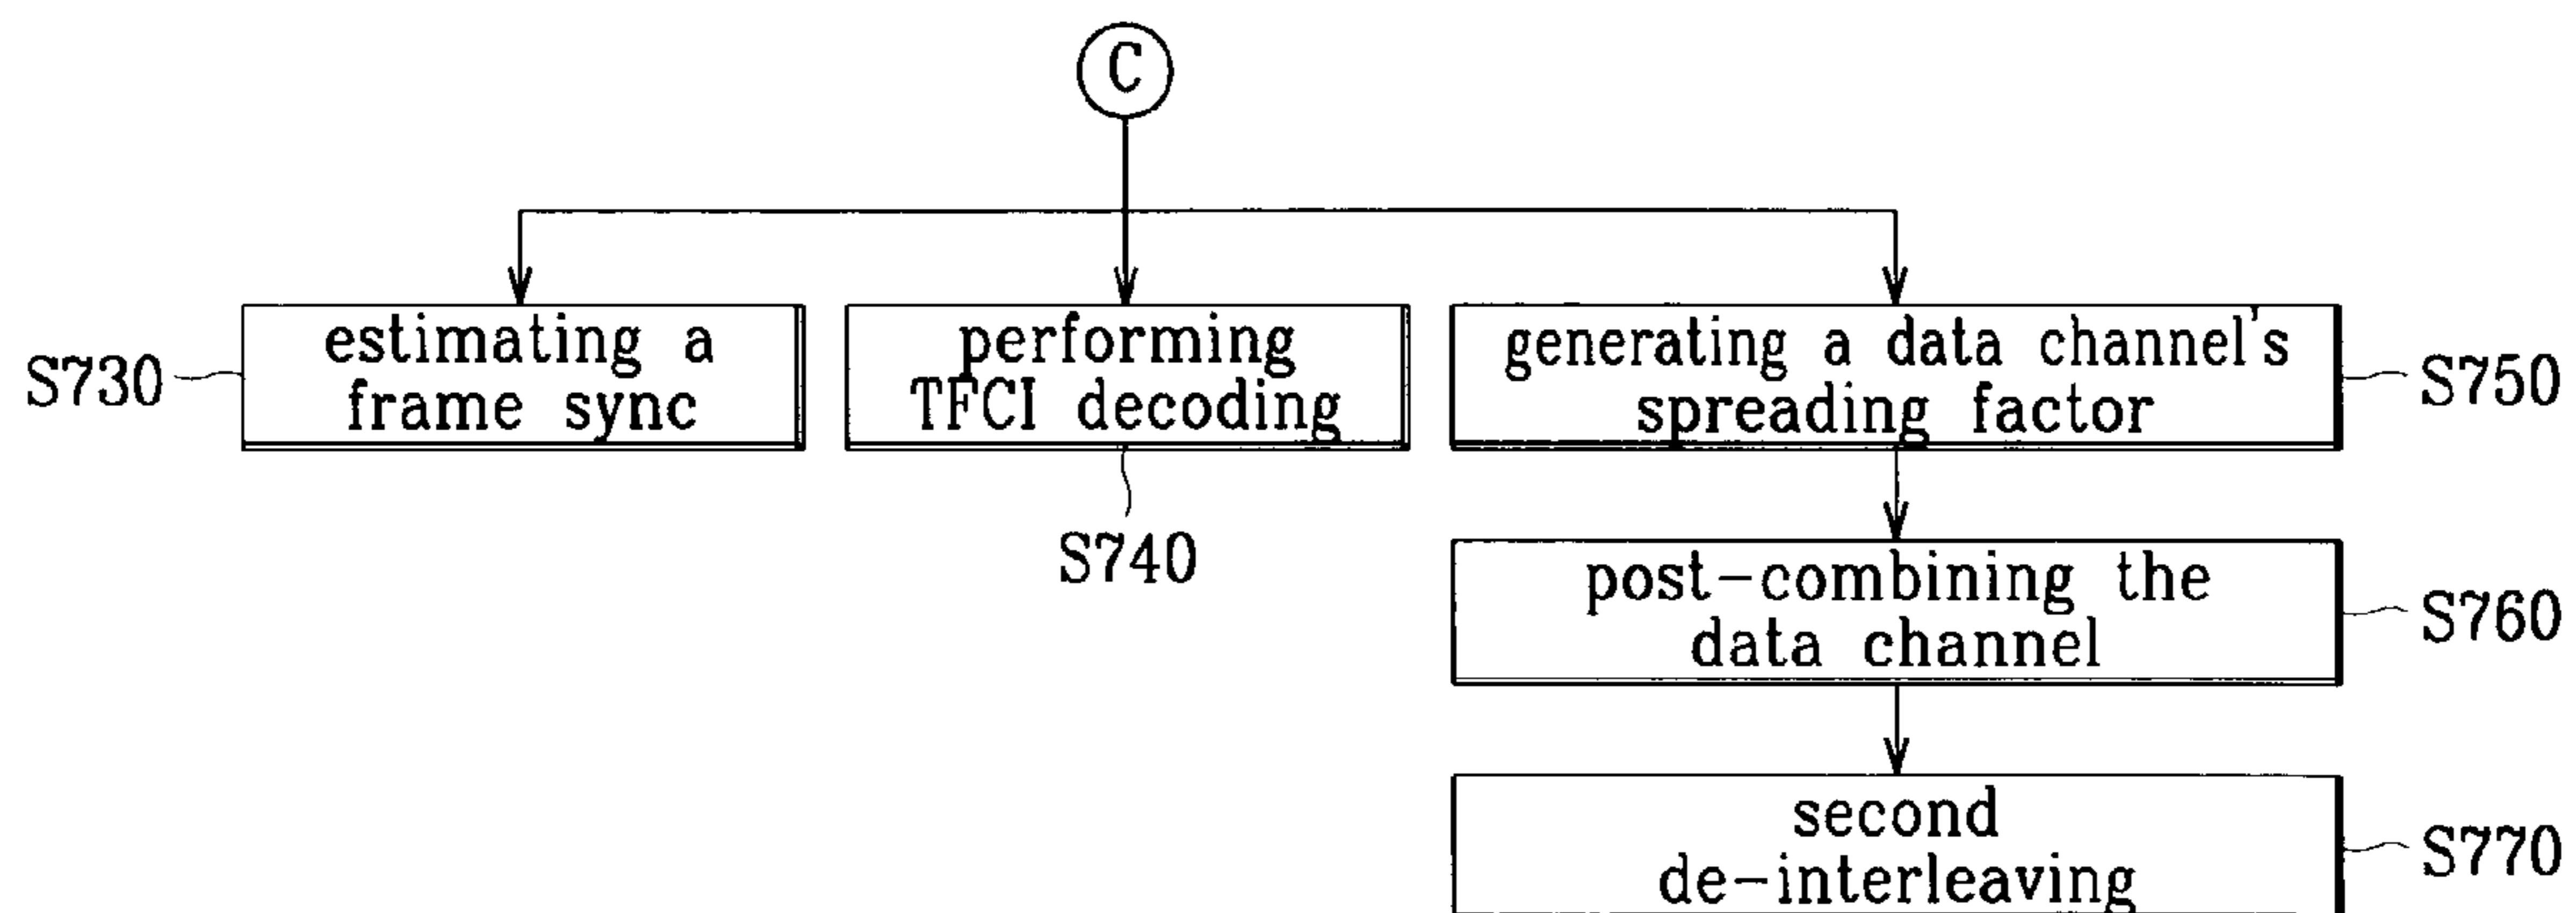 C
S730
estimating a
frame sync
performing
TFCI decoding
S740
generating a data channel's
spreading factor
S750
post-combining the
data channel
S760
second
de-interleaving
S770